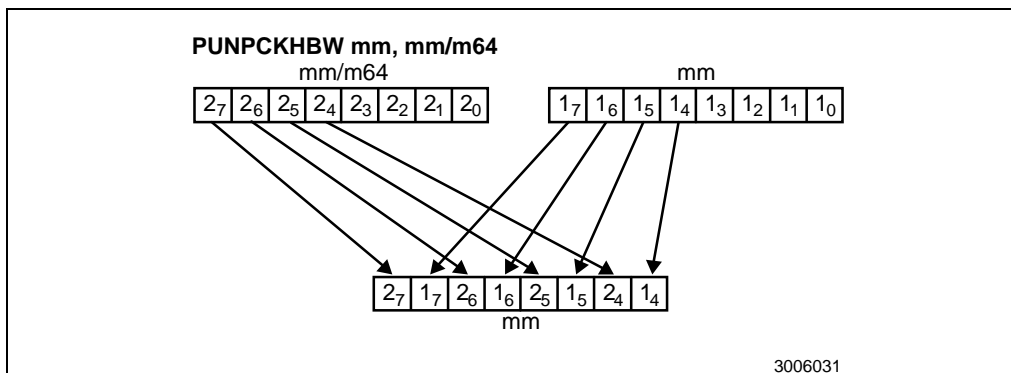 PUNPCKHBW mm, mm/m64
mm/m64 mm
2₇ 2₆ 2₅ 2₄ 2₃ 2₂ 2₁ 2₀ 1₇ 1₆ 1₅ 1₄ 1₃ 1₂ 1₁ 1₀
2₇ 1₇ 2₆ 1₆ 2₅ 1₅ 2₄ 1₄
mm
3006031